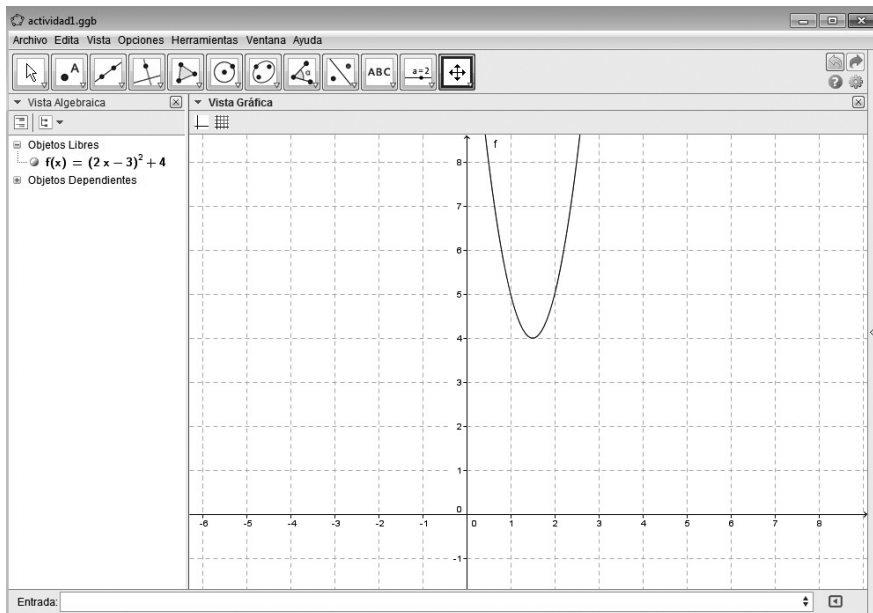 actividad1.ggb
Archivo Edita Vista Opciones Herramientas Ventana Ayuda
A
α
ABC
a=2
Vista Algebraica
Vista Gráfica
Objetos Libres
f(x) = (2 x − 3)² + 4
Objetos Dependientes
f
8
7
6
5
4
3
2
1
0
-6 -5 -4 -3 -2 -1 0 1 2 3 4 5 6 7 8
-1
Entrada: